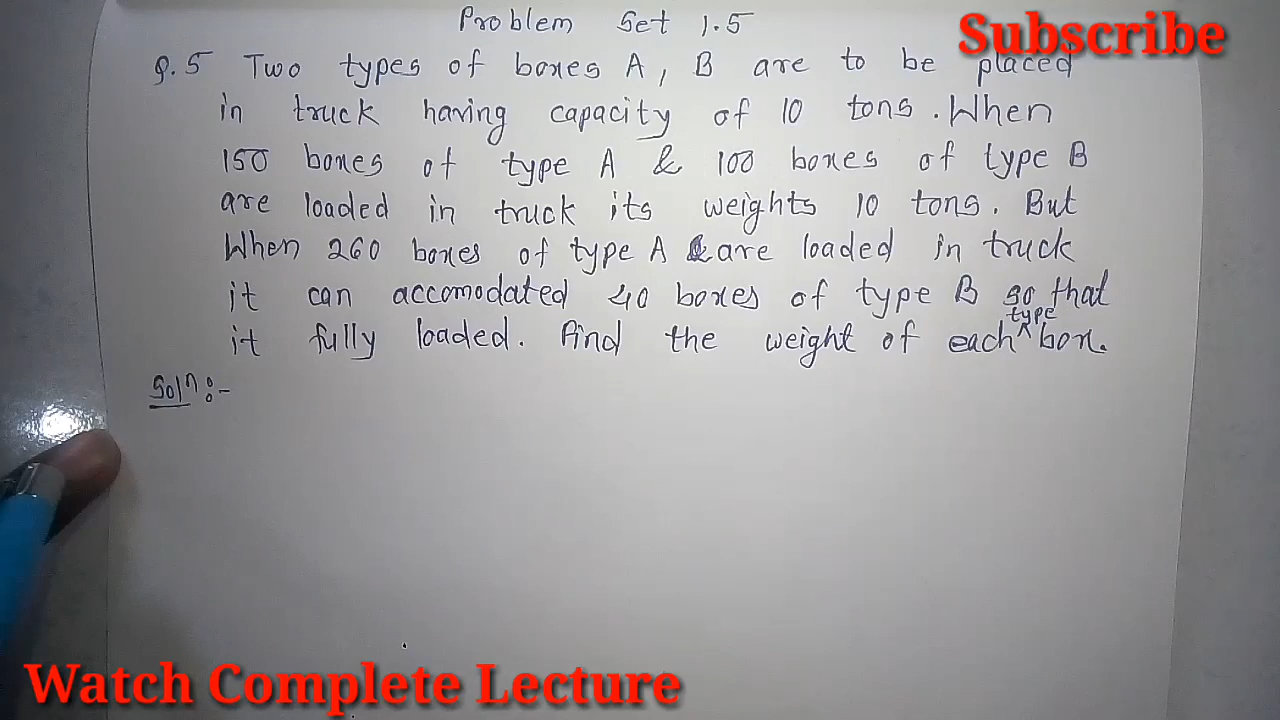 Problem Set 1.5
Subscribe
Q.5 Two types of boxes A, B are to be placed
in truck having capacity of 10 tons. When
150 boxes of type A & 100 boxes of type B
are loaded in truck its weights 10 tons. But
When 260 boxes of type A are loaded in truck
it can accomodated 40 boxes of type B so that
it fully loaded. Find the weight of each type box.
Solⁿ:-
Watch Complete Lecture